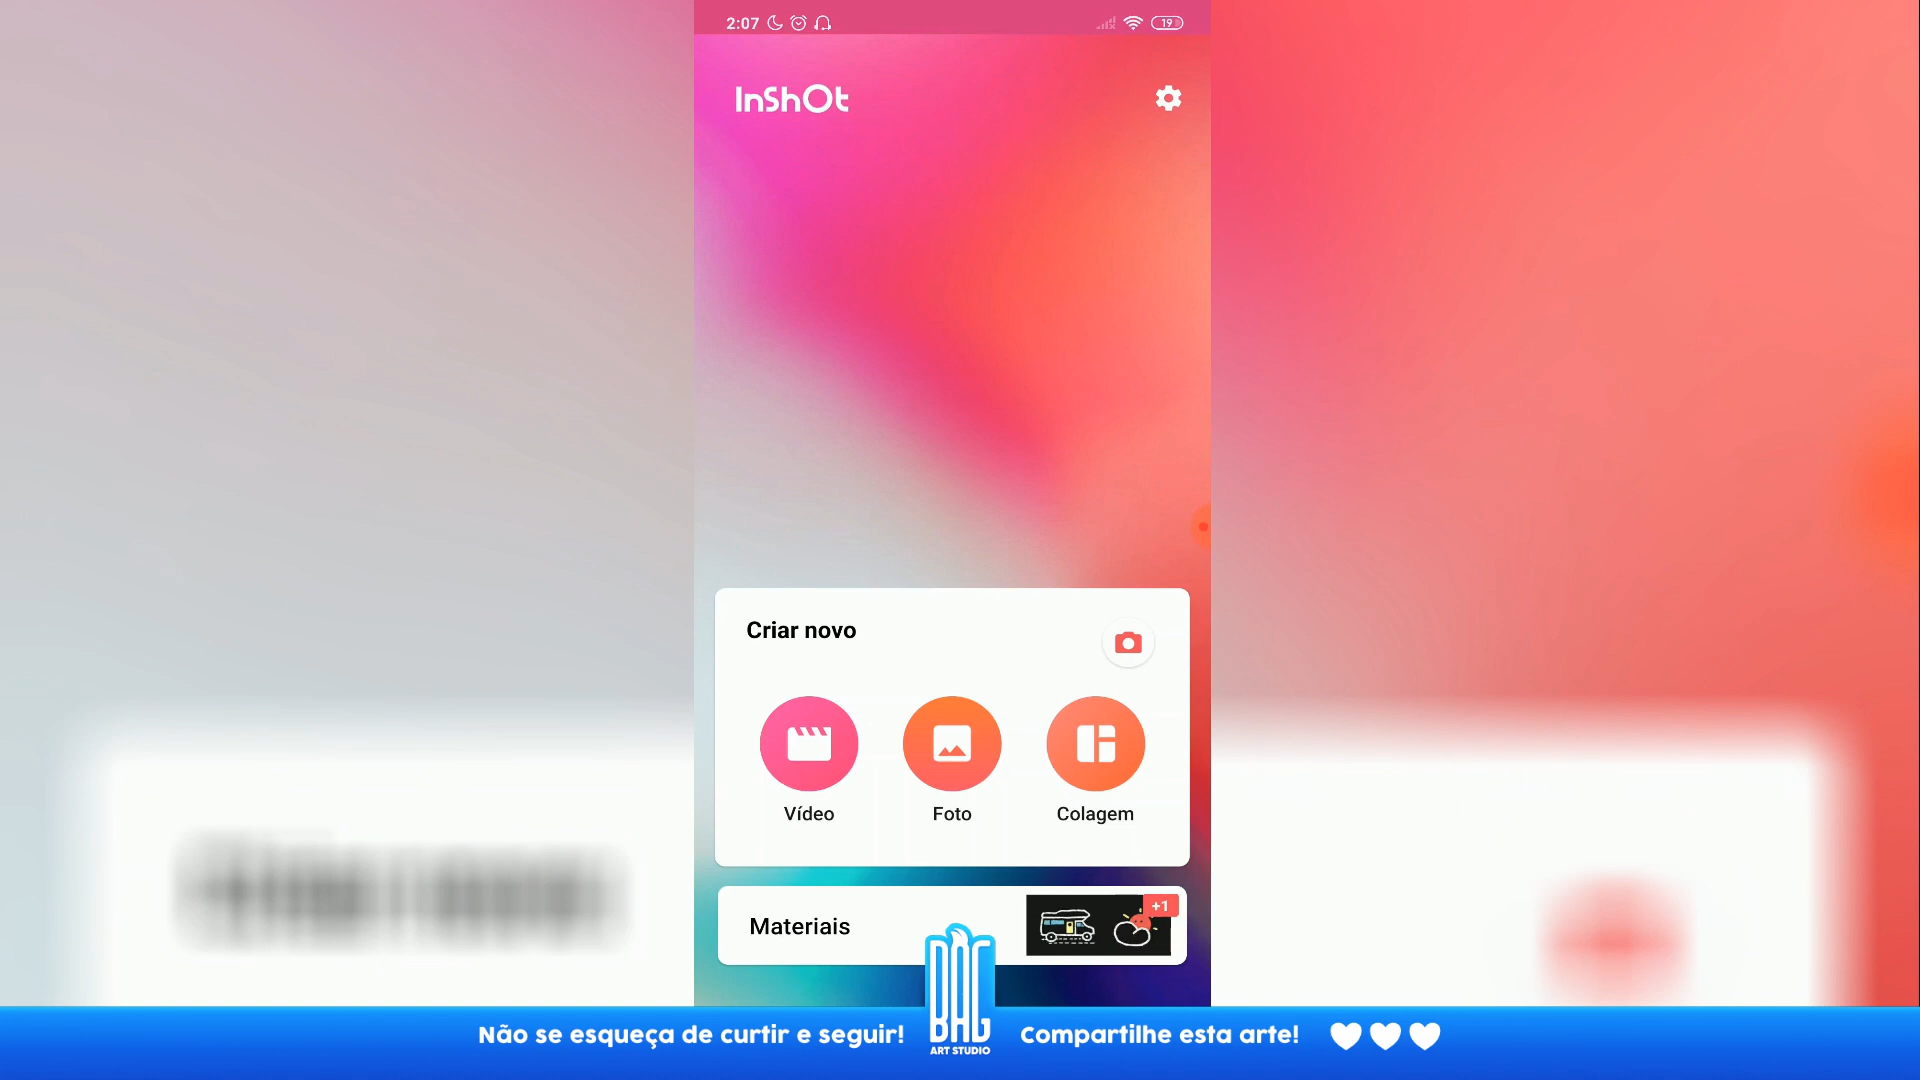 2:07
19
InShOt
Criar novo
Vídeo
Foto
Colagem
Materiais
+1
Não se esqueça de curtir e seguir!
BAG
ART STUDIO
Compartilhe esta arte!